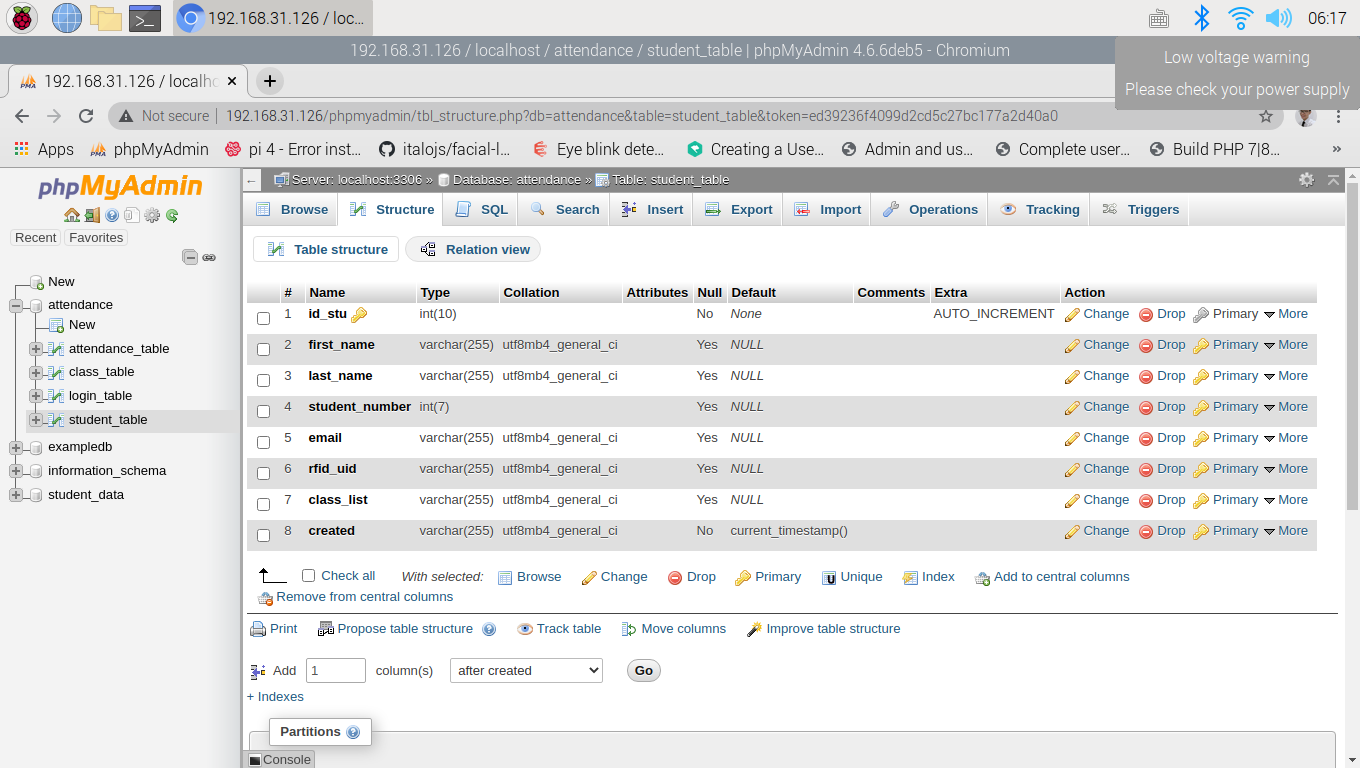 192.168.31.126 / loc...
06:17
192.168.31.126 / localhost / attendance / student_table | phpMyAdmin 4.6.6deb5 - Chromium
Low voltage warning
Please check your power supply
192.168.31.126 / localho
Not secure 192.168.31.126/phpmyadmin/tbl_structure.php?db=attendance&table=student_table&token=ed39236f4099d2cd5c27bc177a2d40a0
Apps phpMyAdmin pi 4 - Error inst... italojs/facial-l... Eye blink dete... Creating a Use... Admin and us... Complete user... Build PHP 7|8... »
phpMyAdmin
Recent Favorites
New
attendance
New
attendance_table
class_table
login_table
student_table
exampledb
information_schema
student_data
Server: localhost:3306 » Database: attendance » Table: student_table
Browse Structure SQL Search Insert Export Import Operations Tracking Triggers
Table structure Relation view
# Name Type Collation Attributes Null Default Comments Extra Action
1 id_stu int(10) No None AUTO_INCREMENT Change Drop Primary More
2 first_name varchar(255) utf8mb4_general_ci Yes NULL Change Drop Primary More
3 last_name varchar(255) utf8mb4_general_ci Yes NULL Change Drop Primary More
4 student_number int(7) Yes NULL Change Drop Primary More
5 email varchar(255) utf8mb4_general_ci Yes NULL Change Drop Primary More
6 rfid_uid varchar(255) utf8mb4_general_ci Yes NULL Change Drop Primary More
7 class_list varchar(255) utf8mb4_general_ci Yes NULL Change Drop Primary More
8 created varchar(255) utf8mb4_general_ci No current_timestamp() Change Drop Primary More
Check all With selected: Browse Change Drop Primary Unique Index Add to central columns
Remove from central columns
Print Propose table structure Track table Move columns Improve table structure
Add 1 column(s) after created Go
+ Indexes
Partitions
Console